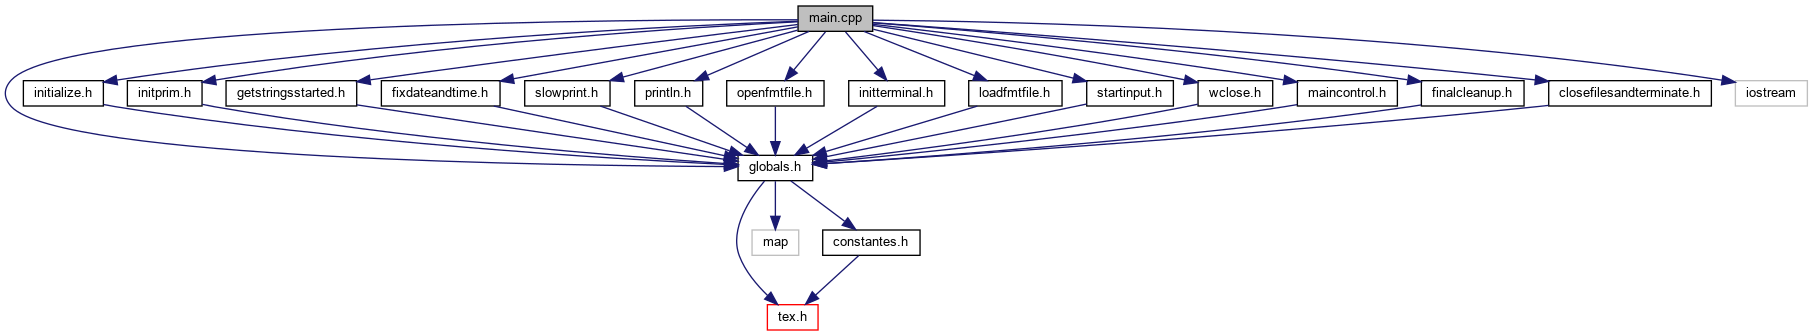 main.cpp
initialize.h
initprim.h
getstringsstarted.h
fixdateandtime.h
slowprint.h
println.h
openfmtfile.h
initterminal.h
loadfmtfile.h
startinput.h
wclose.h
maincontrol.h
finalcleanup.h
closefilesandterminate.h
iostream
globals.h
map
constantes.h
tex.h